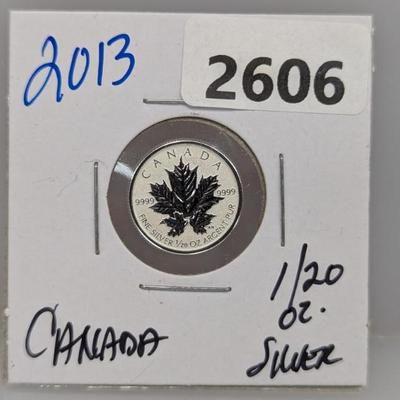 2013
2606
CANADA
9999 9999
FINE SILVER 1/20 OZ ARGENT PUR
CANADA
1/20
oz.
SILVER